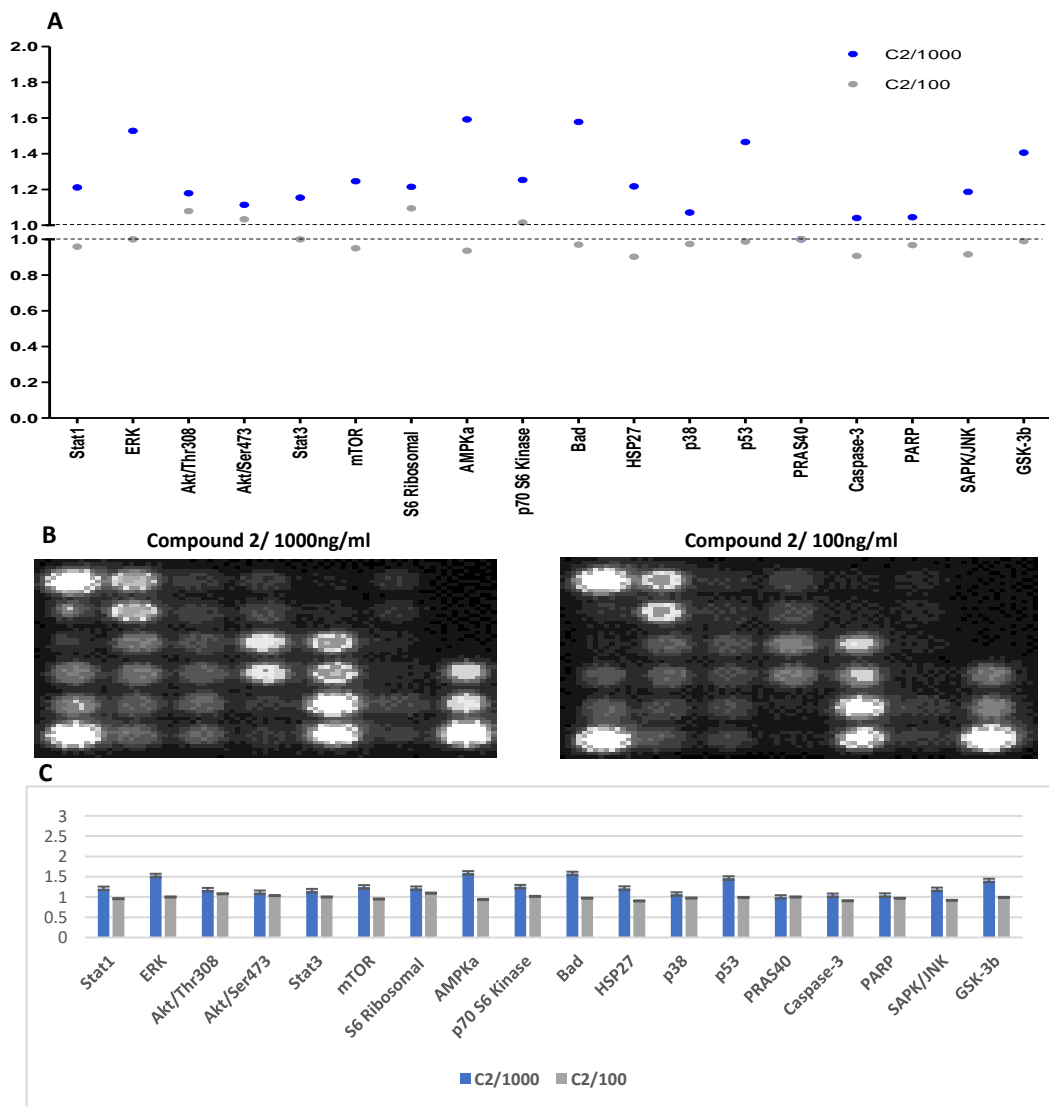 A
2.0
1.8
1.6
1.4
1.2
1.0
1.0
0.8
0.6
0.4
0.2
0.0
C2/1000
C2/100
Stat1
ERK
Akt/Thr308
Akt/Ser473
Stat3
mTOR
S6 Ribosomal
AMPKa
p70 S6 Kinase
Bad
HSP27
p38
p53
PRAS40
Caspase-3
PARP
SAPK/JNK
GSK-3b
B
Compound 2/ 1000ng/ml
Compound 2/ 100ng/ml
C
3
2.5
2
1.5
1
0.5
0
Stat1
ERK
Akt/Thr308
Akt/Ser473
Stat3
mTOR
S6 Ribosomal
AMPKa
p70 S6 Kinase
Bad
HSP27
p38
p53
PRAS40
Caspase-3
PARP
SAPK/JNK
GSK-3b
C2/1000
C2/100